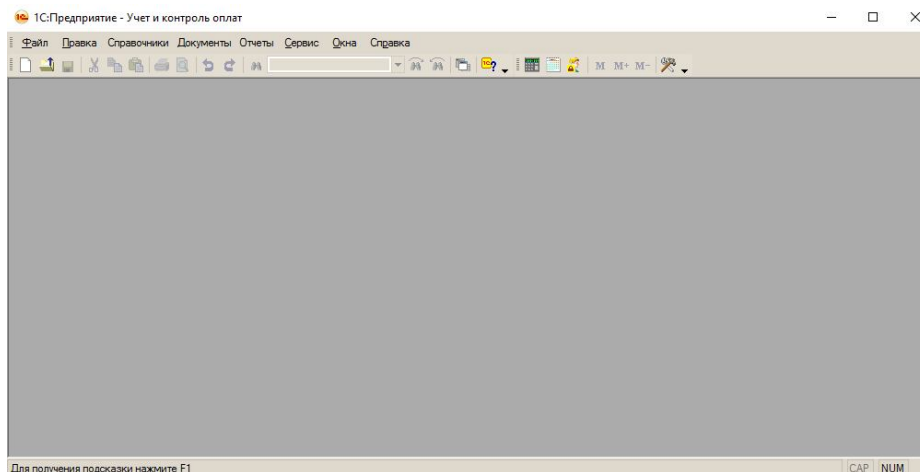 1С:Предприятие - Учет и контроль оплат
Файл Правка Справочники Документы Отчеты Сервис Окна Справка
M M+ M-
Для получения подсказки нажмите F1 CAP NUM